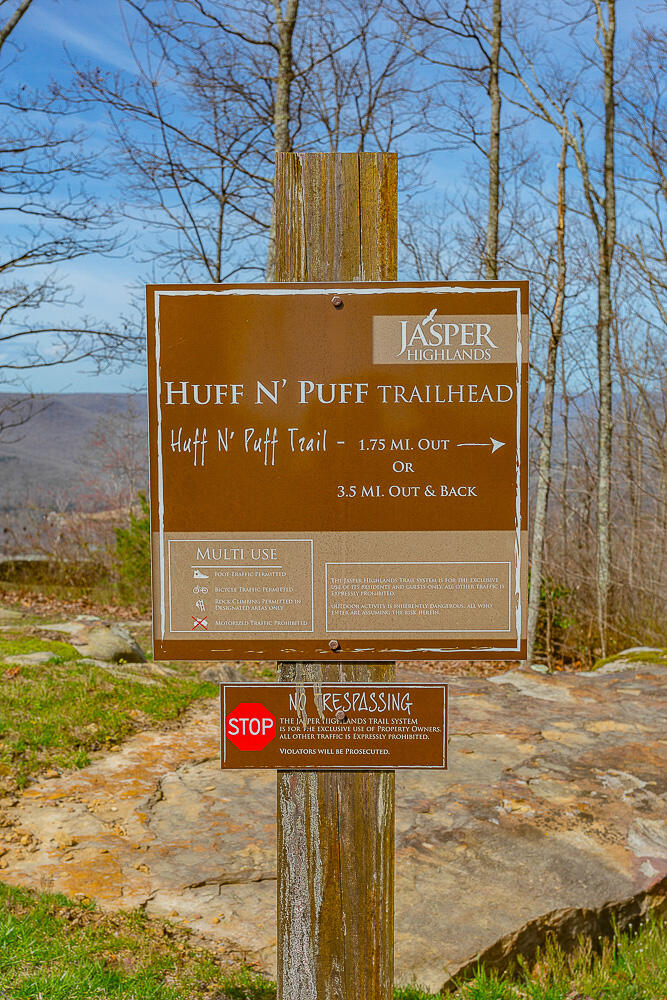 JASPER
HIGHLANDS
HUFF N' PUFF TRAILHEAD
Huff N' Puff Trail - 1.75 MI. OUT
OR
3.5 MI. OUT & BACK
MULTI USE
FOOT TRAFFIC PERMITTED
BICYCLE TRAFFIC PERMITTED
ROCK CLIMBING PERMITTED IN
DESIGNATED AREAS ONLY
MOTORIZED TRAFFIC PROHIBITED
THE JASPER HIGHLANDS TRAIL SYSTEM IS FOR THE EXCLUSIVE
USE OF ITS RESIDENTS AND GUESTS ONLY. ALL OTHER TRAFFIC IS
EXPRESSLY PROHIBITED.
OUTDOOR ACTIVITY IS INHERENTLY DANGEROUS. ALL WHO
ENTER ARE ASSUMING THE RISK HEREIN.
NO TRESPASSING
STOP
THE JASPER HIGHLANDS TRAIL SYSTEM
IS FOR THE EXCLUSIVE USE OF PROPERTY OWNERS.
ALL OTHER TRAFFIC IS EXPRESSLY PROHIBITED.
VIOLATORS WILL BE PROSECUTED.